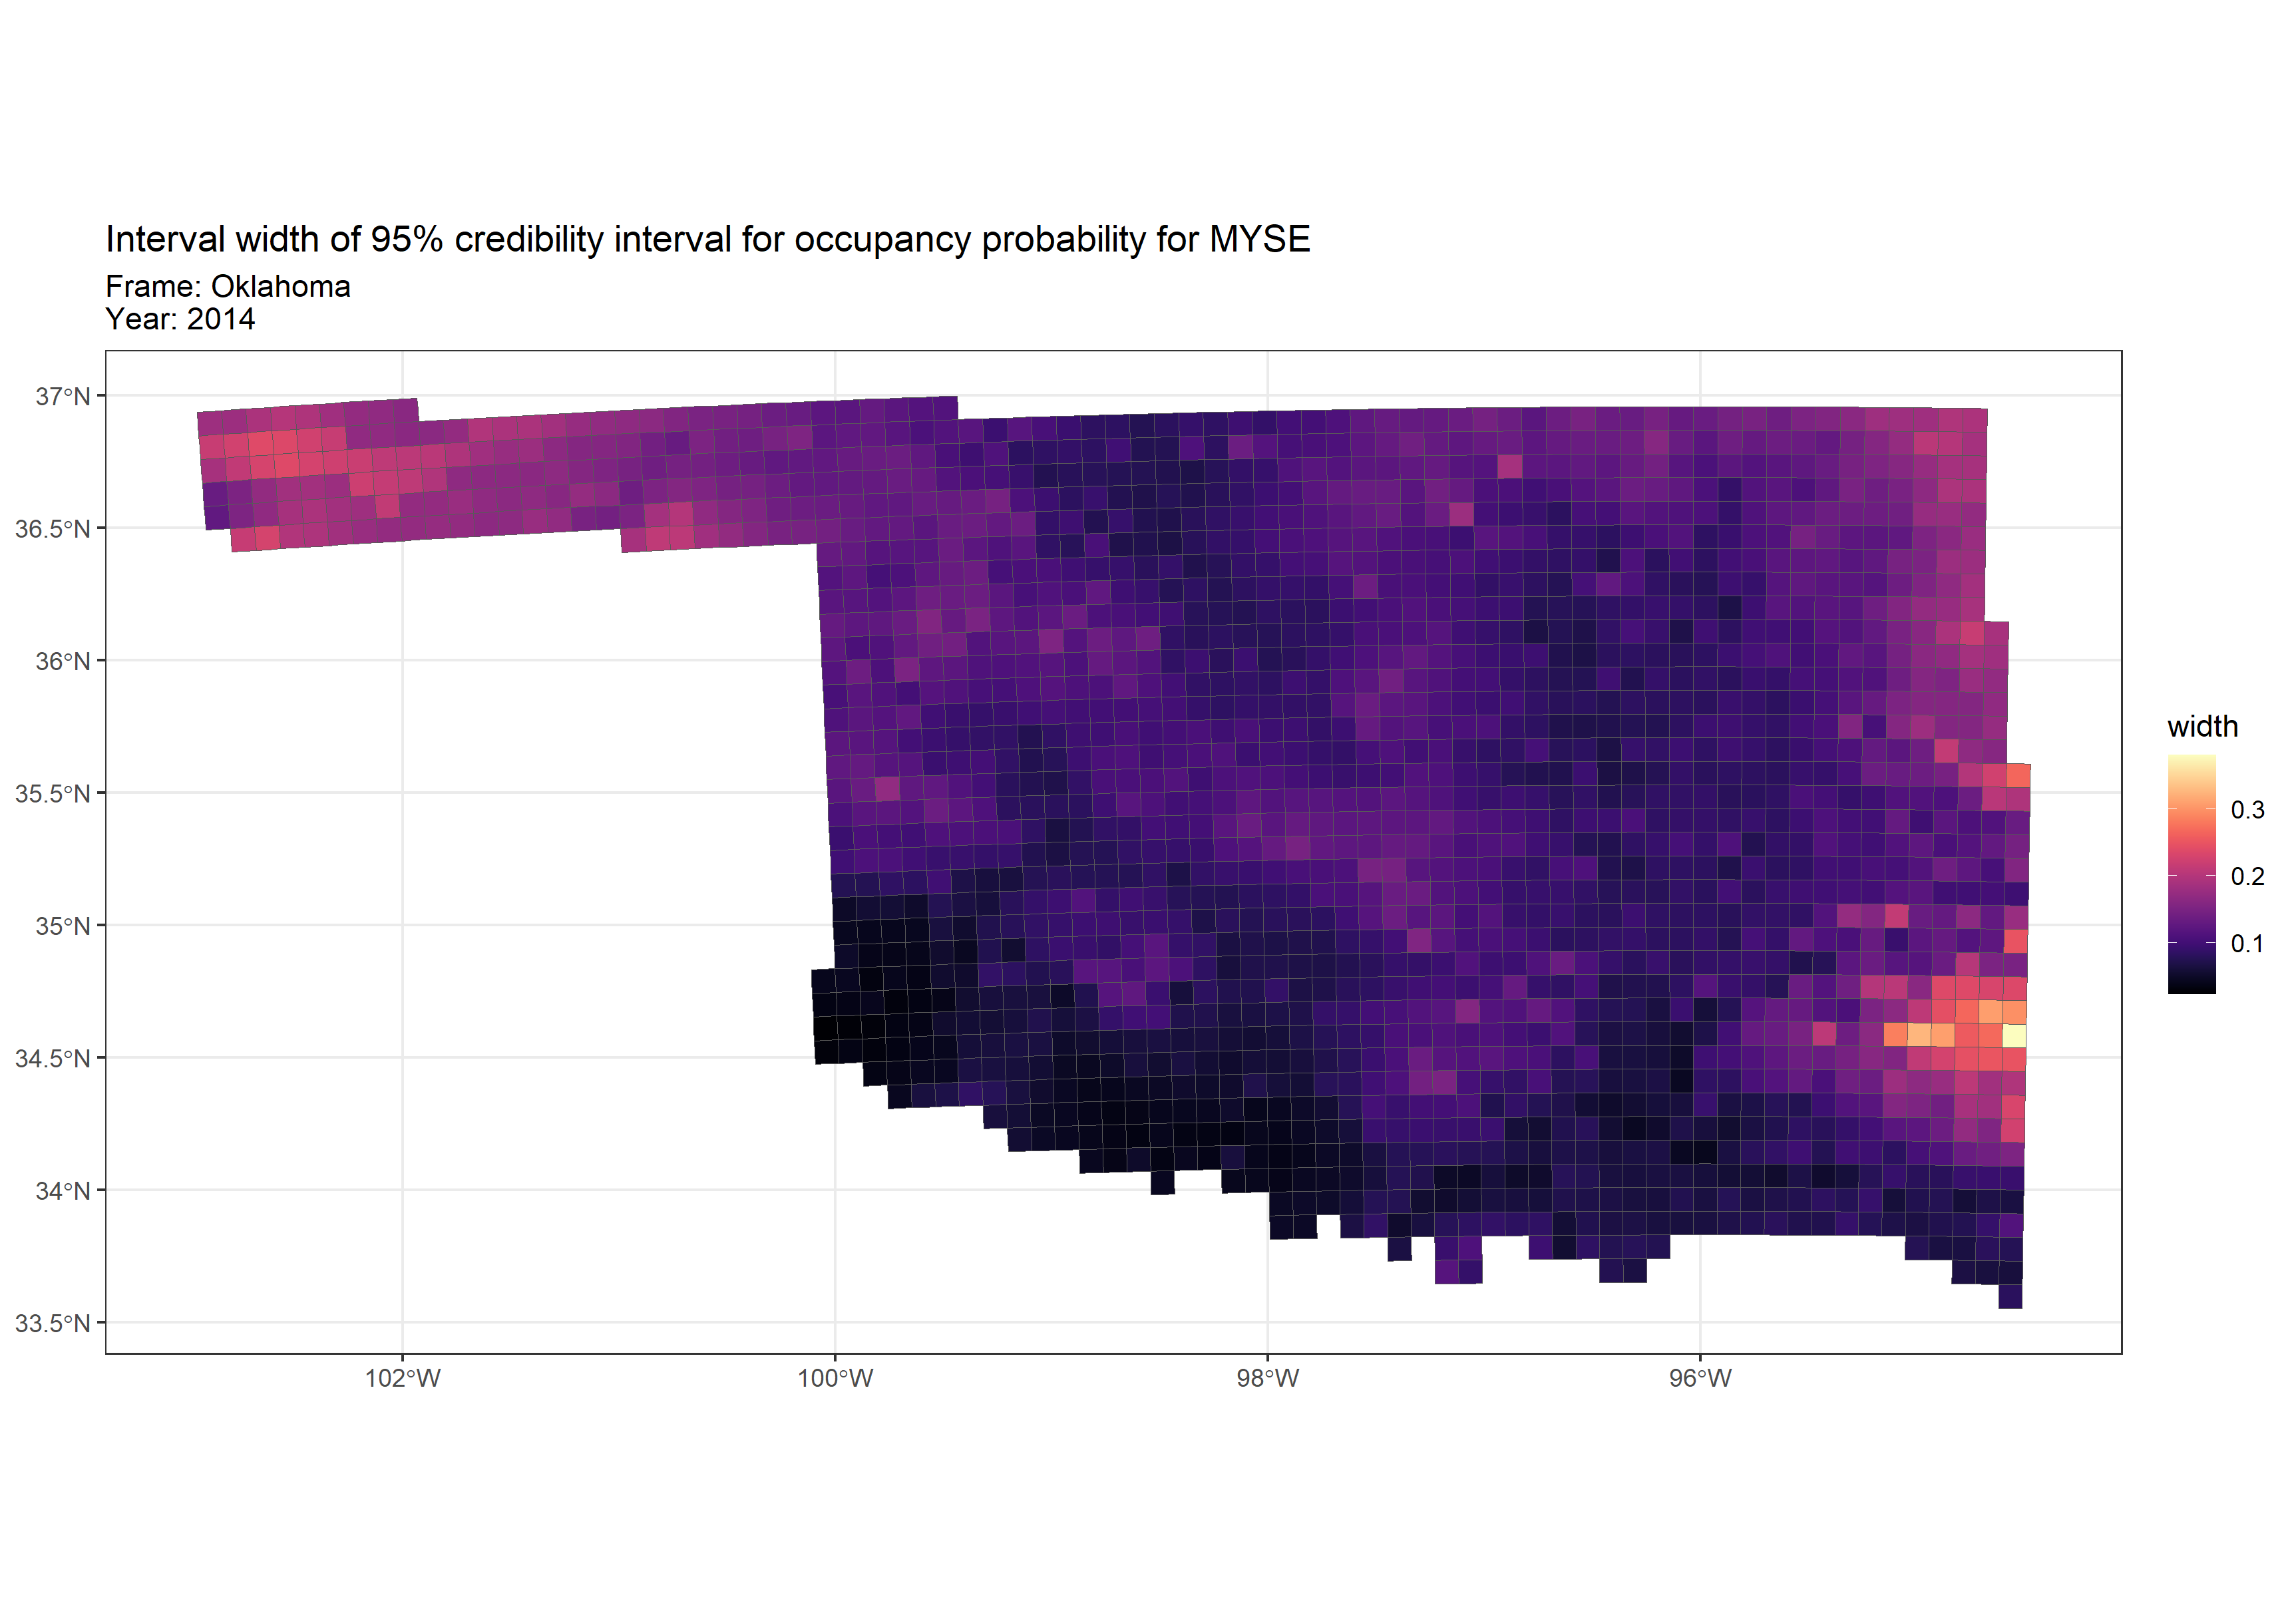 Interval width of 95% credibility interval for occupancy probability for MYSE
Frame: Oklahoma
Year: 2014
37°N
36.5°N
36°N
35.5°N
35°N
34.5°N
34°N
33.5°N
102°W
100°W
98°W
96°W
width
0.3
0.2
0.1